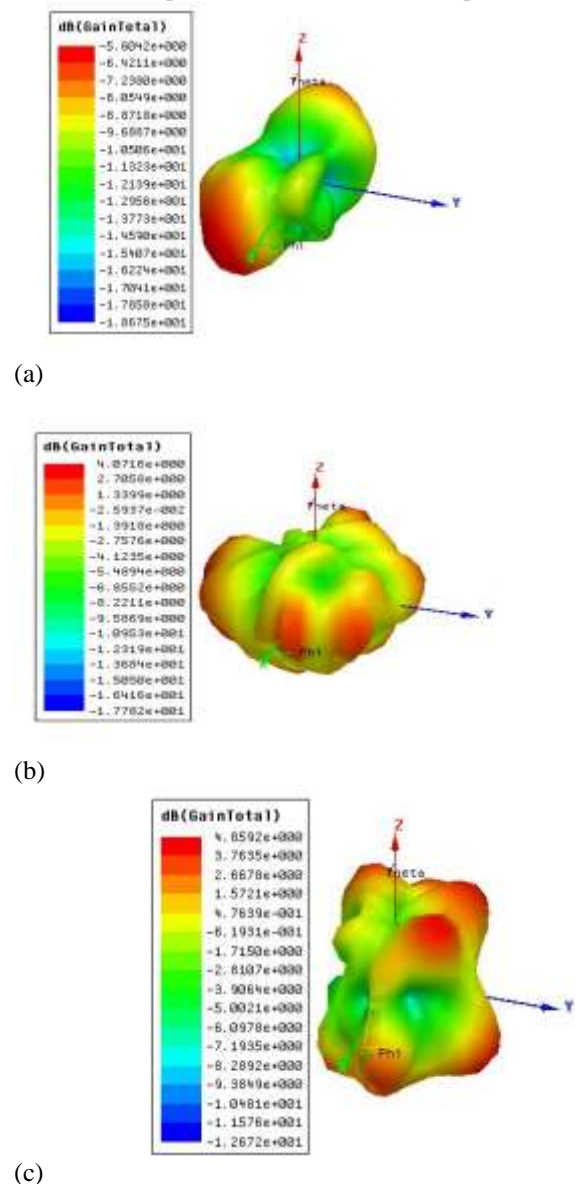 dB(GainTotal)
-5.6042e+000
-6.4211e+000
-7.2380e+000
-8.0549e+000
-8.8718e+000
-9.6887e+000
-1.0506e+001
-1.1323e+001
-1.2139e+001
-1.2956e+001
-1.3773e+001
-1.4590e+001
-1.5407e+001
-1.6224e+001
-1.7041e+001
-1.7858e+001
-1.8675e+001
Z
Theta
Y
Phi
(a)
dB(GainTotal)
4.0716e+000
2.7058e+000
1.3399e+000
-2.5937e-002
-1.3918e+000
-2.7576e+000
-4.1235e+000
-5.4894e+000
-6.8552e+000
-8.2211e+000
-9.5869e+000
-1.0953e+001
-1.2319e+001
-1.3684e+001
-1.5050e+001
-1.6416e+001
-1.7782e+001
Z
Theta
Y
Phi
(b)
dB(GainTotal)
4.8592e+000
3.7635e+000
2.6678e+000
1.5721e+000
4.7639e-001
-6.1931e-001
-1.7150e+000
-2.8107e+000
-3.9064e+000
-5.0021e+000
-6.0978e+000
-7.1935e+000
-8.2892e+000
-9.3849e+000
-1.0481e+001
-1.1576e+001
-1.2672e+001
Z
Theta
Y
Phi
(c)